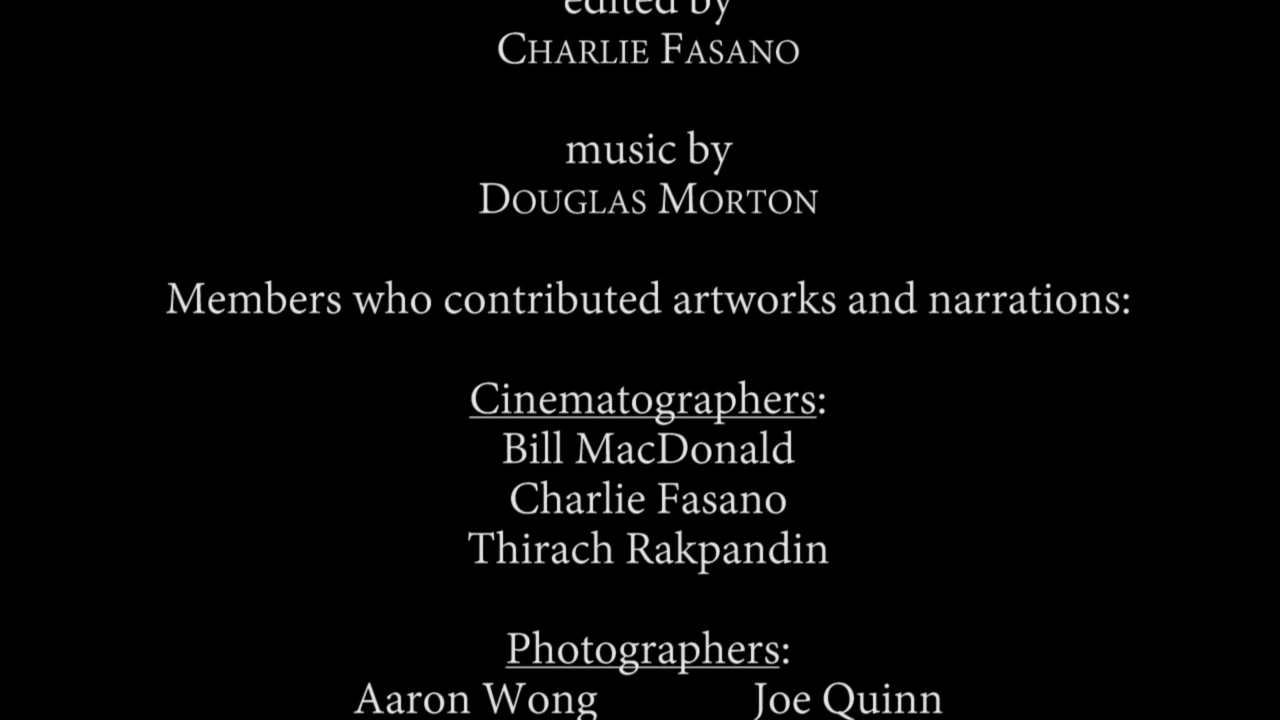 edited by
CHARLIE FASANO
music by
DOUGLAS MORTON
Members who contributed artworks and narrations:
Cinematographers:
Bill MacDonald
Charlie Fasano
Thirach Rakpandin
Photographers:
Aaron Wong Joe Quinn